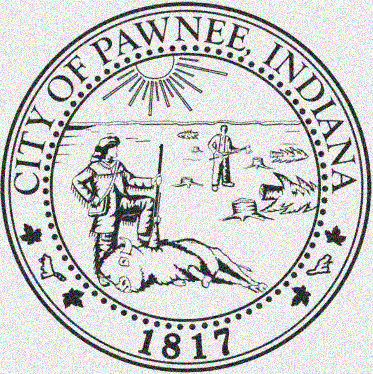 CITY OF PAWNEE, INDIANA
1817